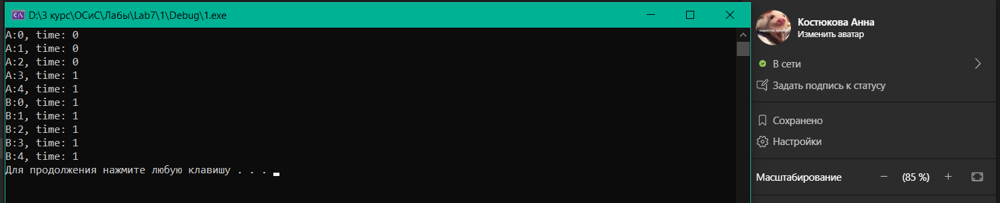 D:\3 курс\ОСиС\Лабы\Lab7\1\Debug\1.exe
A:0, time: 0
A:1, time: 0
A:2, time: 0
A:3, time: 1
A:4, time: 1
B:0, time: 1
B:1, time: 1
B:2, time: 1
B:3, time: 1
B:4, time: 1
Для продолжения нажмите любую клавишу . . .
Костюкова Анна
Изменить аватар
В сети
Задать подпись к статусу
Сохранено
Настройки
Масштабирование
(85 %)